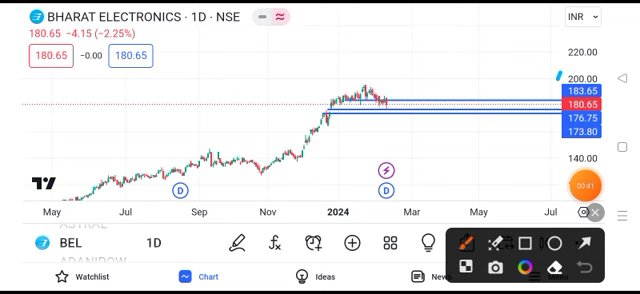 BHARAT ELECTRONICS · 1D · NSE
INR
180.65 −4.15 (−2.25%)
180.65 −0.00 180.65
220.00
200.00
183.65
180.65
176.75
173.80
140.00
00:41
D D
May Jul Sep Nov 2024 Mar May Jul
ASTRAL
BEL 1D
ADANIPOW
Watchlist Chart Ideas News